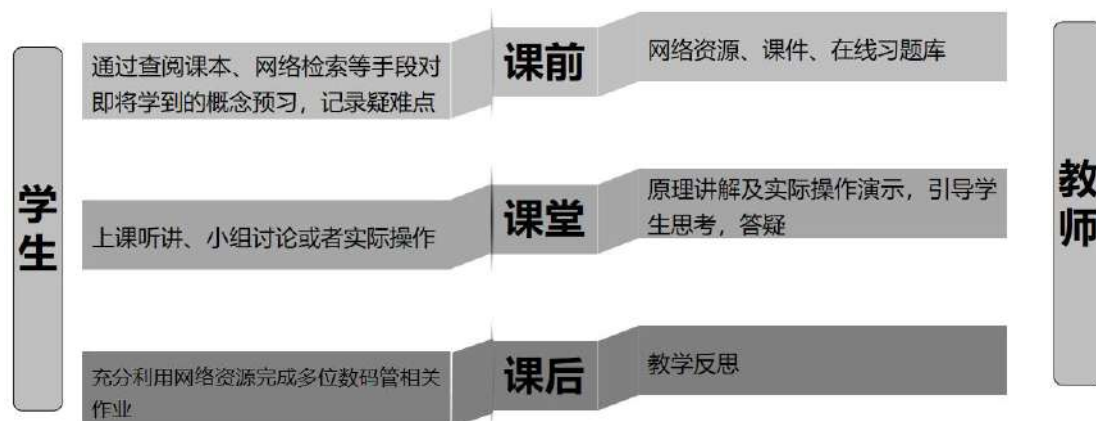 学生
通过查阅课本、网络检索等手段对
即将学到的概念预习，记录疑难点
课前
网络资源、课件、在线习题库
上课听讲、小组讨论或者实际操作
课堂
原理讲解及实际操作演示，引导学
生思考，答疑
充分利用网络资源完成多位数码管相关
作业
课后
教学反思
教师